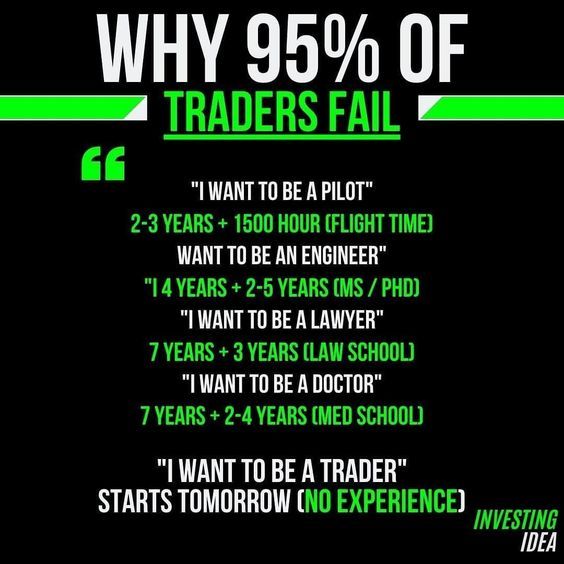 WHY 95% OF
TRADERS FAIL
"I WANT TO BE A PILOT"
2-3 YEARS + 1500 HOUR (FLIGHT TIME)
WANT TO BE AN ENGINEER"
"I 4 YEARS + 2-5 YEARS (MS / PHD)
"I WANT TO BE A LAWYER"
7 YEARS + 3 YEARS (LAW SCHOOL)
"I WANT TO BE A DOCTOR"
7 YEARS + 2-4 YEARS (MED SCHOOL)
"I WANT TO BE A TRADER"
STARTS TOMORROW (NO EXPERIENCE)
INVESTING
IDEA